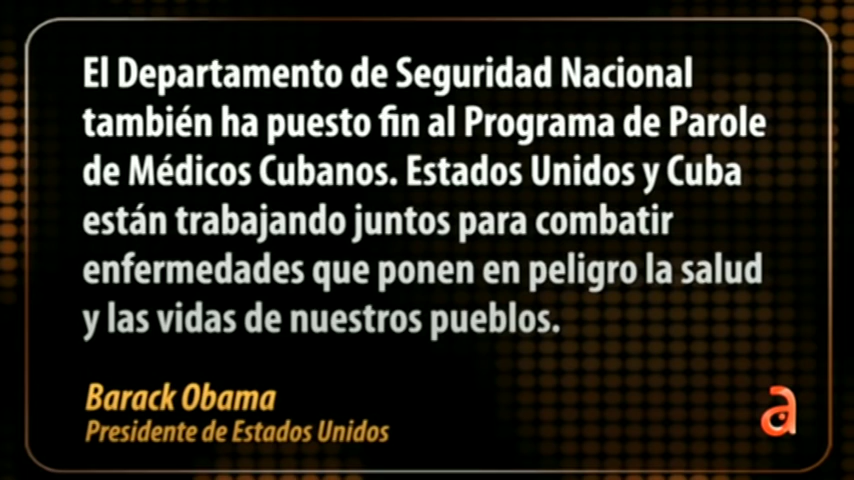 El Departamento de Seguridad Nacional
también ha puesto fin al Programa de Parole
de Médicos Cubanos. Estados Unidos y Cuba
están trabajando juntos para combatir
enfermedades que ponen en peligro la salud
y las vidas de nuestros pueblos.
Barack Obama
Presidente de Estados Unidos
a